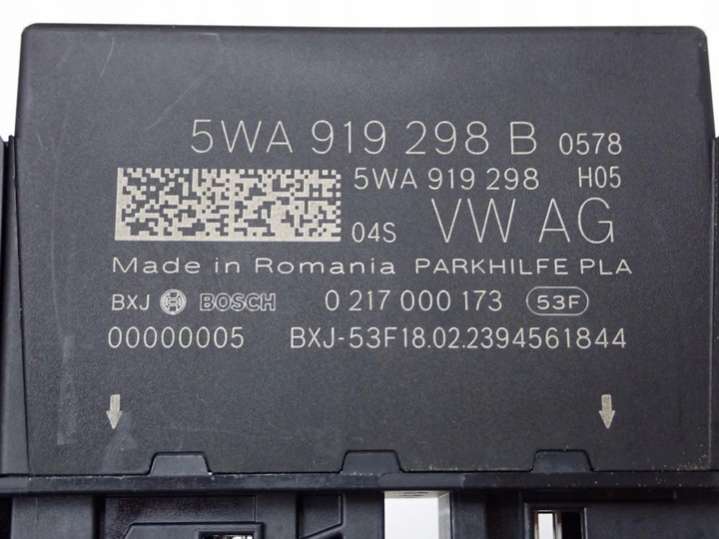 5WA 919 298 B 0578
5WA 919 298 H05
04S VW AG
Made in Romania PARKHILFE PLA
BXJ BOSCH 0 217 000 173 53F
00000005 BXJ-53F18.02.2394561844